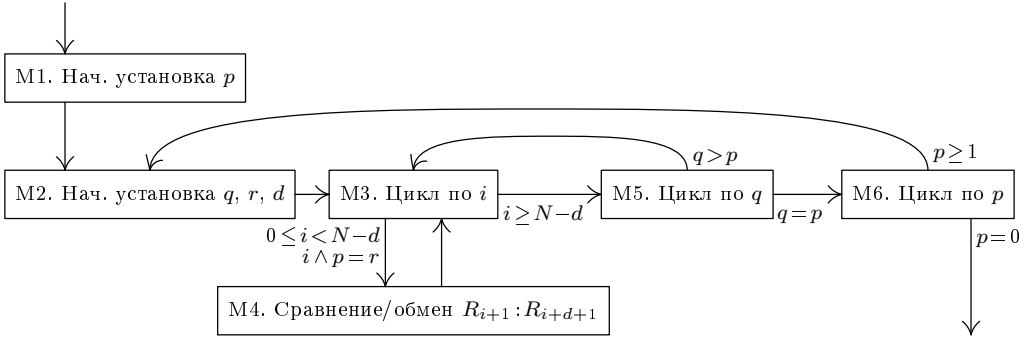 M1. Нач. установка p
q>p
p≥1
M2. Нач. установка q, r, d
M3. Цикл по i
M5. Цикл по q
M6. Цикл по p
i≥N−d
q=p
0≤i<N−d
i∧p=r
p=0
M4. Сравнение/обмен R_{i+1}:R_{i+d+1}